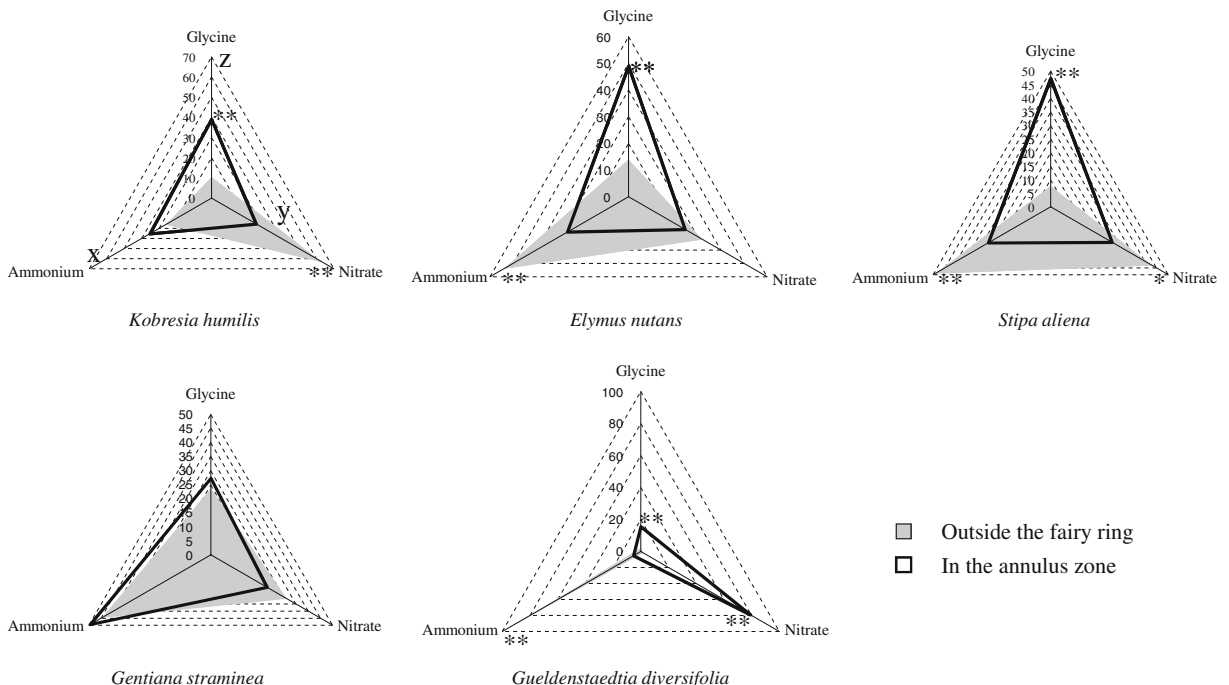 Glycine
70
60
50
40
30
20
10
0
z
**
y
x
**
Ammonium
Nitrate
Kobresia humilis
Glycine
60
50
40
30
20
10
0
**
**
Ammonium
Nitrate
Elymus nutans
Glycine
50
45
40
35
30
25
20
15
10
5
0
**
**
*
Ammonium
Nitrate
Stipa aliena
Glycine
50
45
40
35
30
25
20
15
10
5
0
Ammonium
Nitrate
Gentiana straminea
Glycine
100
80
60
40
20
0
**
**
Ammonium
Nitrate
**
Gueldenstaedtia diversifolia
Outside the fairy ring
In the annulus zone